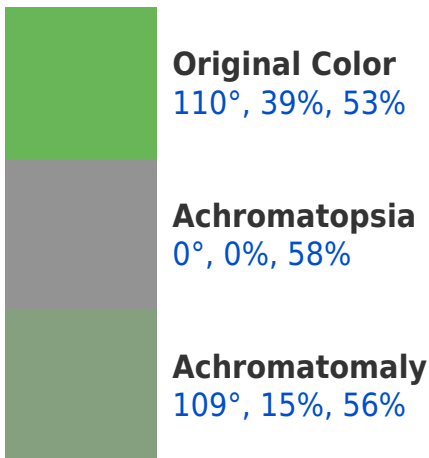 Original Color
110°, 39%, 53%
Achromatopsia
0°, 0%, 58%
Achromatomaly
109°, 15%, 56%